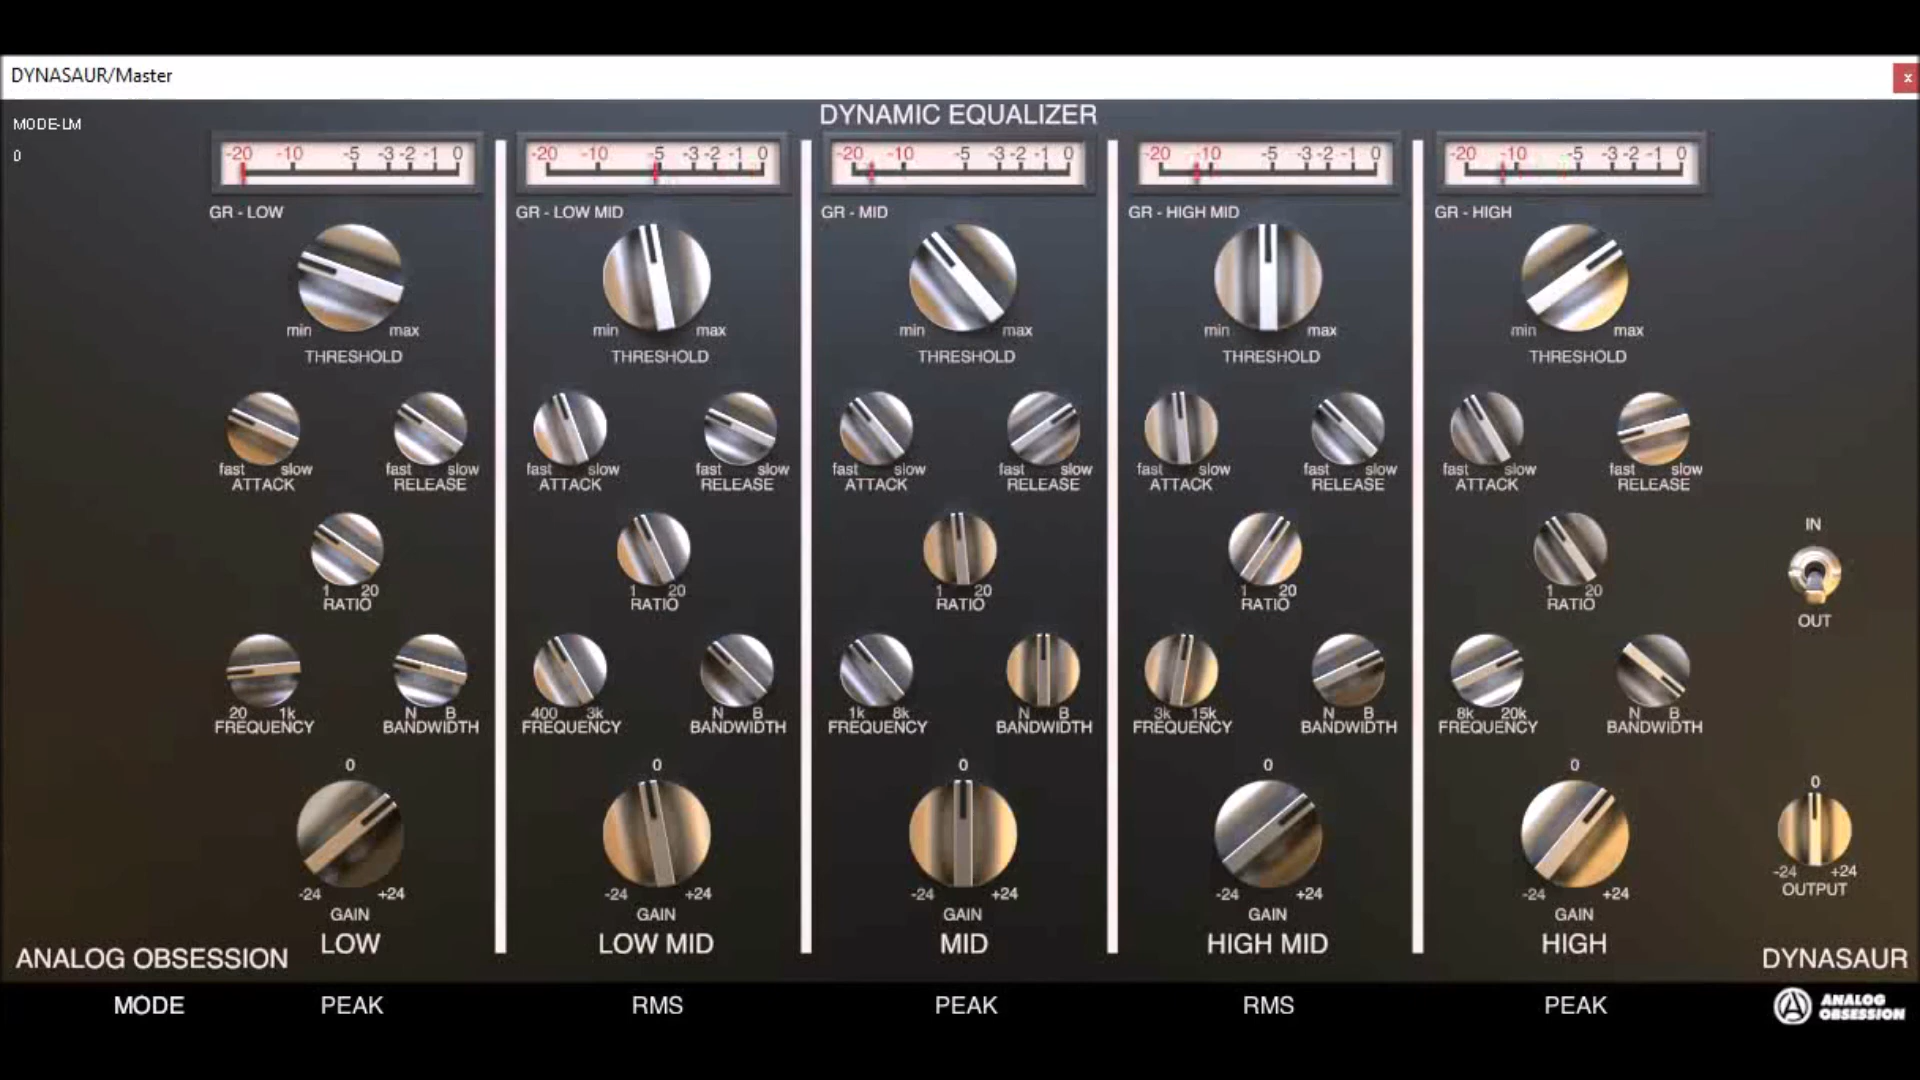 DYNASAUR/Master
x
MODE-LM
0
DYNAMIC EQUALIZER
-20 -10 -5 -3 -2 -1 0
-20 -10 -5 -3 -2 -1 0
-20 -10 -5 -3 -2 -1 0
-20 -10 -5 -3 -2 -1 0
-20 -10 -5 -3 -2 -1 0
GR - LOW
GR - LOW MID
GR - MID
GR - HIGH MID
GR - HIGH
min max
min max
min max
min max
min max
THRESHOLD
THRESHOLD
THRESHOLD
THRESHOLD
THRESHOLD
fast slow fast slow
fast slow fast slow
fast slow fast slow
fast slow fast slow
fast slow fast slow
ATTACK RELEASE
ATTACK RELEASE
ATTACK RELEASE
ATTACK RELEASE
ATTACK RELEASE
IN
OUT
1 20
1 20
1 20
1 20
1 20
RATIO
RATIO
RATIO
RATIO
RATIO
20 1k N B
400 3k N B
1k 8k N B
3k 15k N B
8k 20k N B
FREQUENCY BANDWIDTH
FREQUENCY BANDWIDTH
FREQUENCY BANDWIDTH
FREQUENCY BANDWIDTH
FREQUENCY BANDWIDTH
0
0
0
0
0
0
-24 +24
-24 +24
-24 +24
-24 +24
-24 +24
-24 +24
OUTPUT
GAIN
GAIN
GAIN
GAIN
GAIN
LOW
LOW MID
MID
HIGH MID
HIGH
ANALOG OBSESSION
DYNASAUR
MODE
PEAK
RMS
PEAK
RMS
PEAK
ANALOG
OBSESSION